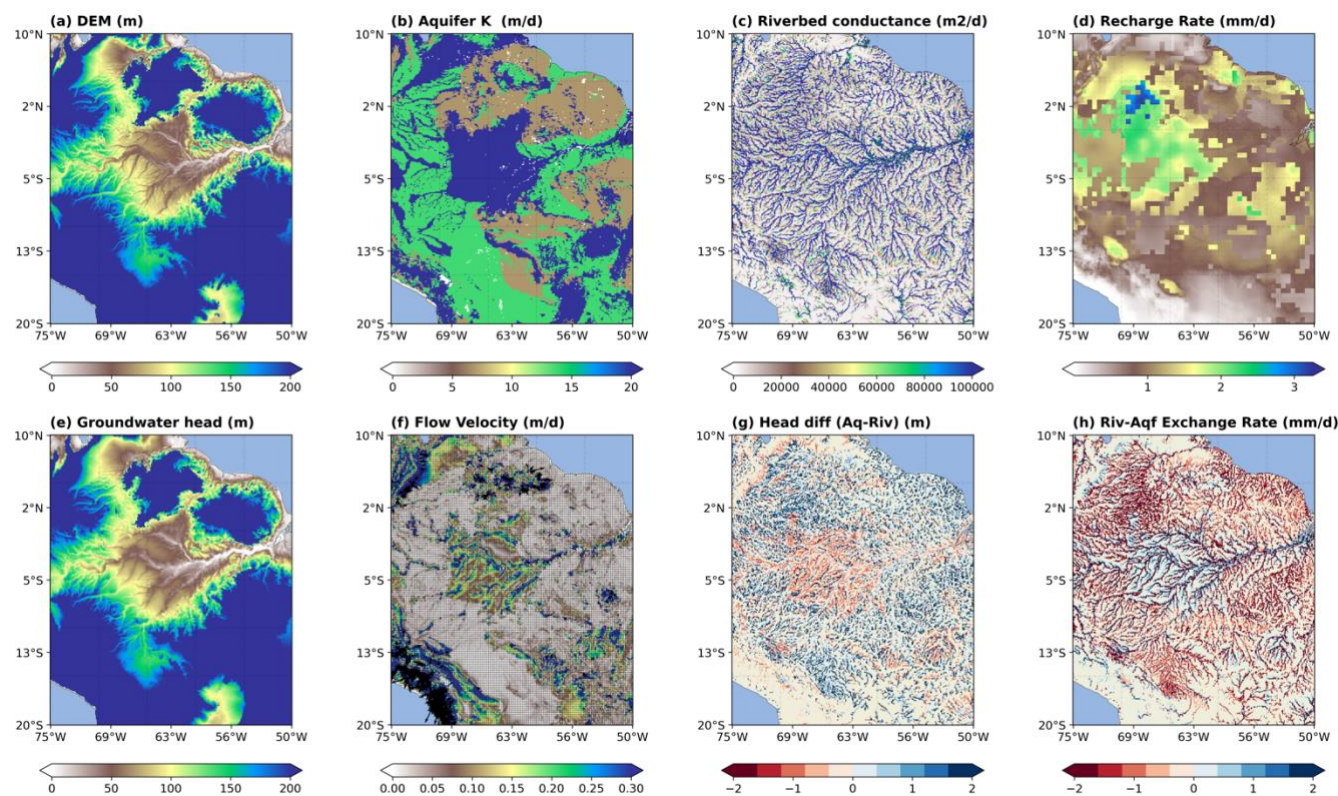 (a) DEM (m)
(b) Aquifer K (m/d)
(c) Riverbed conductance (m2/d)
(d) Recharge Rate (mm/d)
10°N
2°N
5°S
13°S
20°S
75°W 69°W 63°W 56°W 50°W
0 50 100 150 200
10°N
2°N
5°S
13°S
20°S
75°W 69°W 63°W 56°W 50°W
0 5 10 15 20
10°N
2°N
5°S
13°S
20°S
75°W 69°W 63°W 56°W 50°W
0 20000 40000 60000 80000 100000
10°N
2°N
5°S
13°S
20°S
75°W 69°W 63°W 56°W 50°W
1 2 3
(e) Groundwater head (m)
(f) Flow Velocity (m/d)
(g) Head diff (Aq-Riv) (m)
(h) Riv-Aqf Exchange Rate (mm/d)
10°N
2°N
5°S
13°S
20°S
75°W 69°W 63°W 56°W 50°W
0 50 100 150 200
10°N
2°N
5°S
13°S
20°S
75°W 69°W 63°W 56°W 50°W
0.00 0.05 0.10 0.15 0.20 0.25 0.30
10°N
2°N
5°S
13°S
20°S
75°W 69°W 63°W 56°W 50°W
−2 −1 0 1 2
10°N
2°N
5°S
13°S
20°S
75°W 69°W 63°W 56°W 50°W
−2 −1 0 1 2